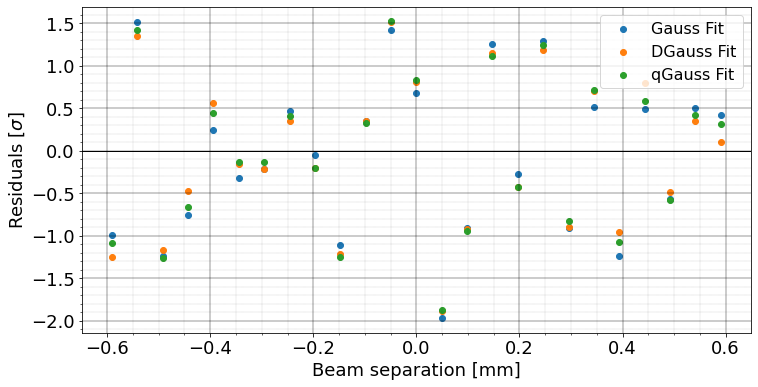 Gauss Fit
DGauss Fit
qGauss Fit
1.5
1.0
0.5
0.0
−0.5
−1.0
−1.5
−2.0
Residuals [σ]
−0.6 −0.4 −0.2 0.0 0.2 0.4 0.6
Beam separation [mm]